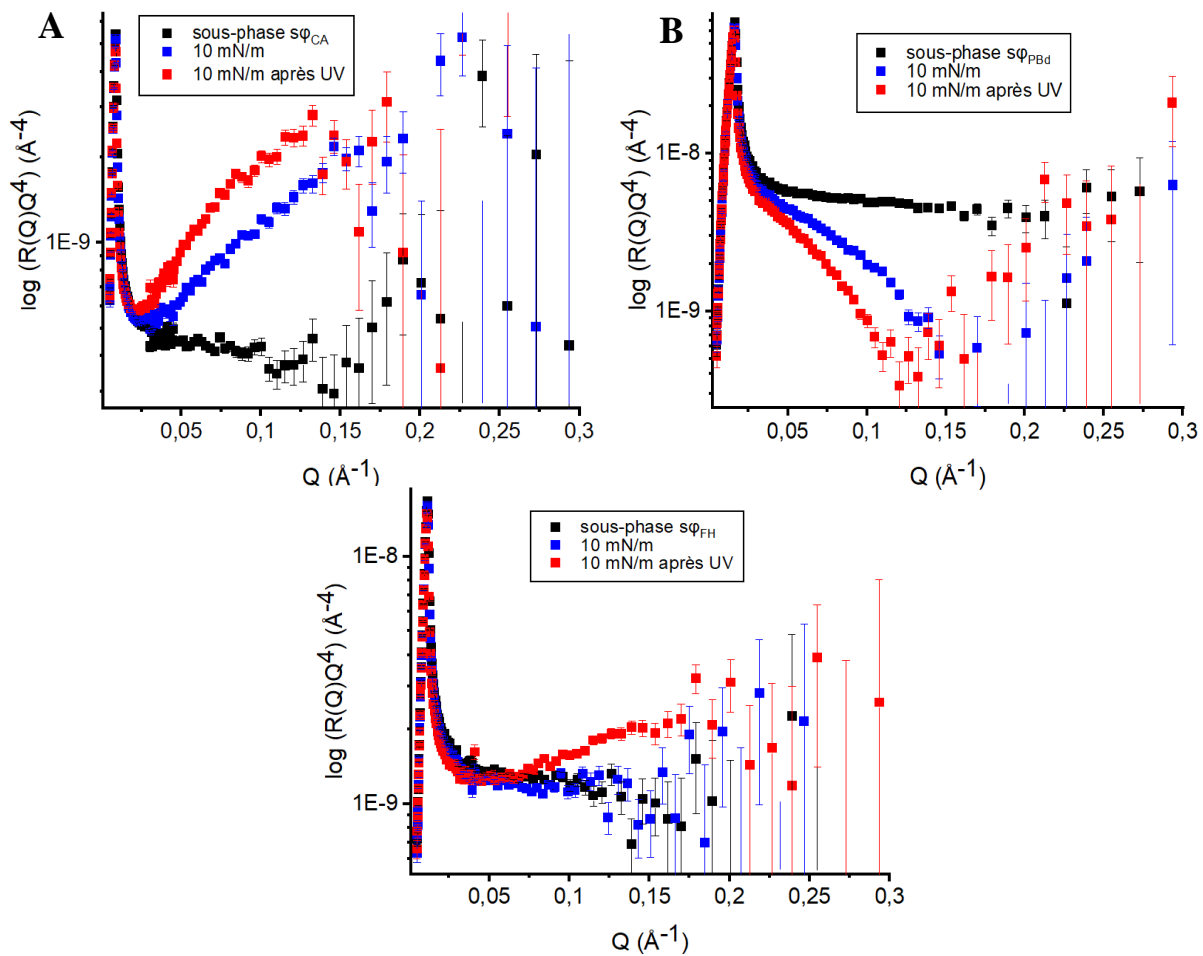 A
sous-phase sφCA
10 mN/m
10 mN/m après UV
log (R(Q)Q⁴) (Å⁻⁴)
1E-9
0,05 0,1 0,15 0,2 0,25 0,3
Q (Å⁻¹)
B
sous-phase sφPBd
10 mN/m
10 mN/m après UV
log (R(Q)Q⁴) (Å⁻⁴)
1E-8
1E-9
0,05 0,1 0,15 0,2 0,25 0,3
Q (Å⁻¹)
sous-phase sφFH
10 mN/m
10 mN/m après UV
log (R(Q)Q⁴) (Å⁻⁴)
1E-8
1E-9
0,05 0,1 0,15 0,2 0,25 0,3
Q (Å⁻¹)